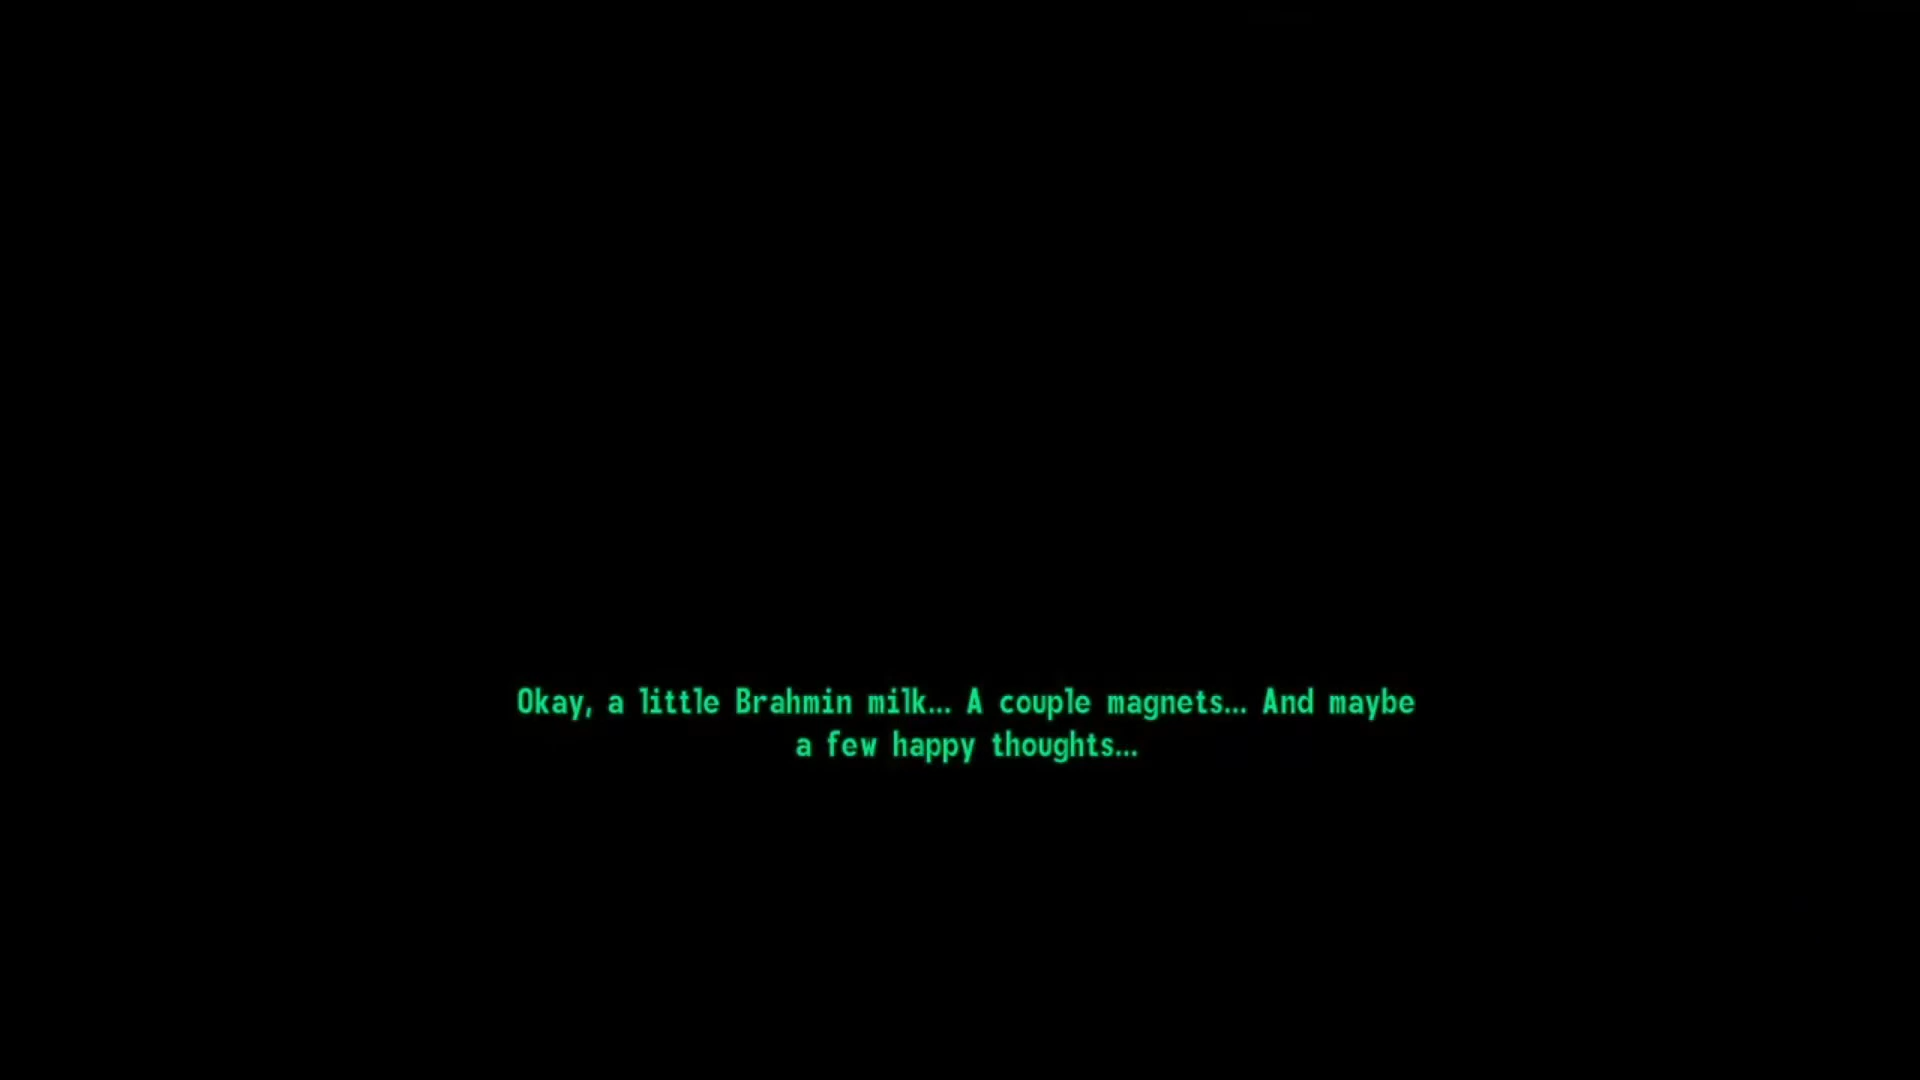 Okay, a little Brahmin milk... A couple magnets... And maybe
a few happy thoughts...